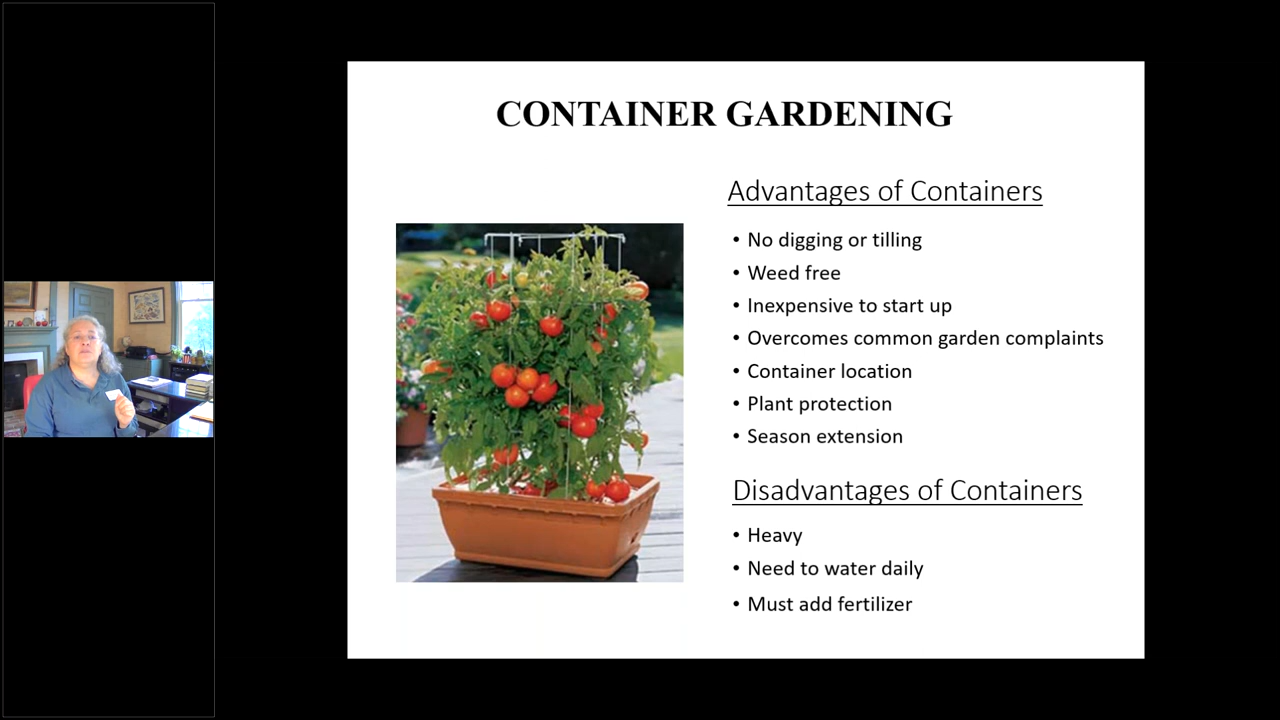 CONTAINER GARDENING
Advantages of Containers
• No digging or tilling
• Weed free
• Inexpensive to start up
• Overcomes common garden complaints
• Container location
• Plant protection
• Season extension
Disadvantages of Containers
• Heavy
• Need to water daily
• Must add fertilizer